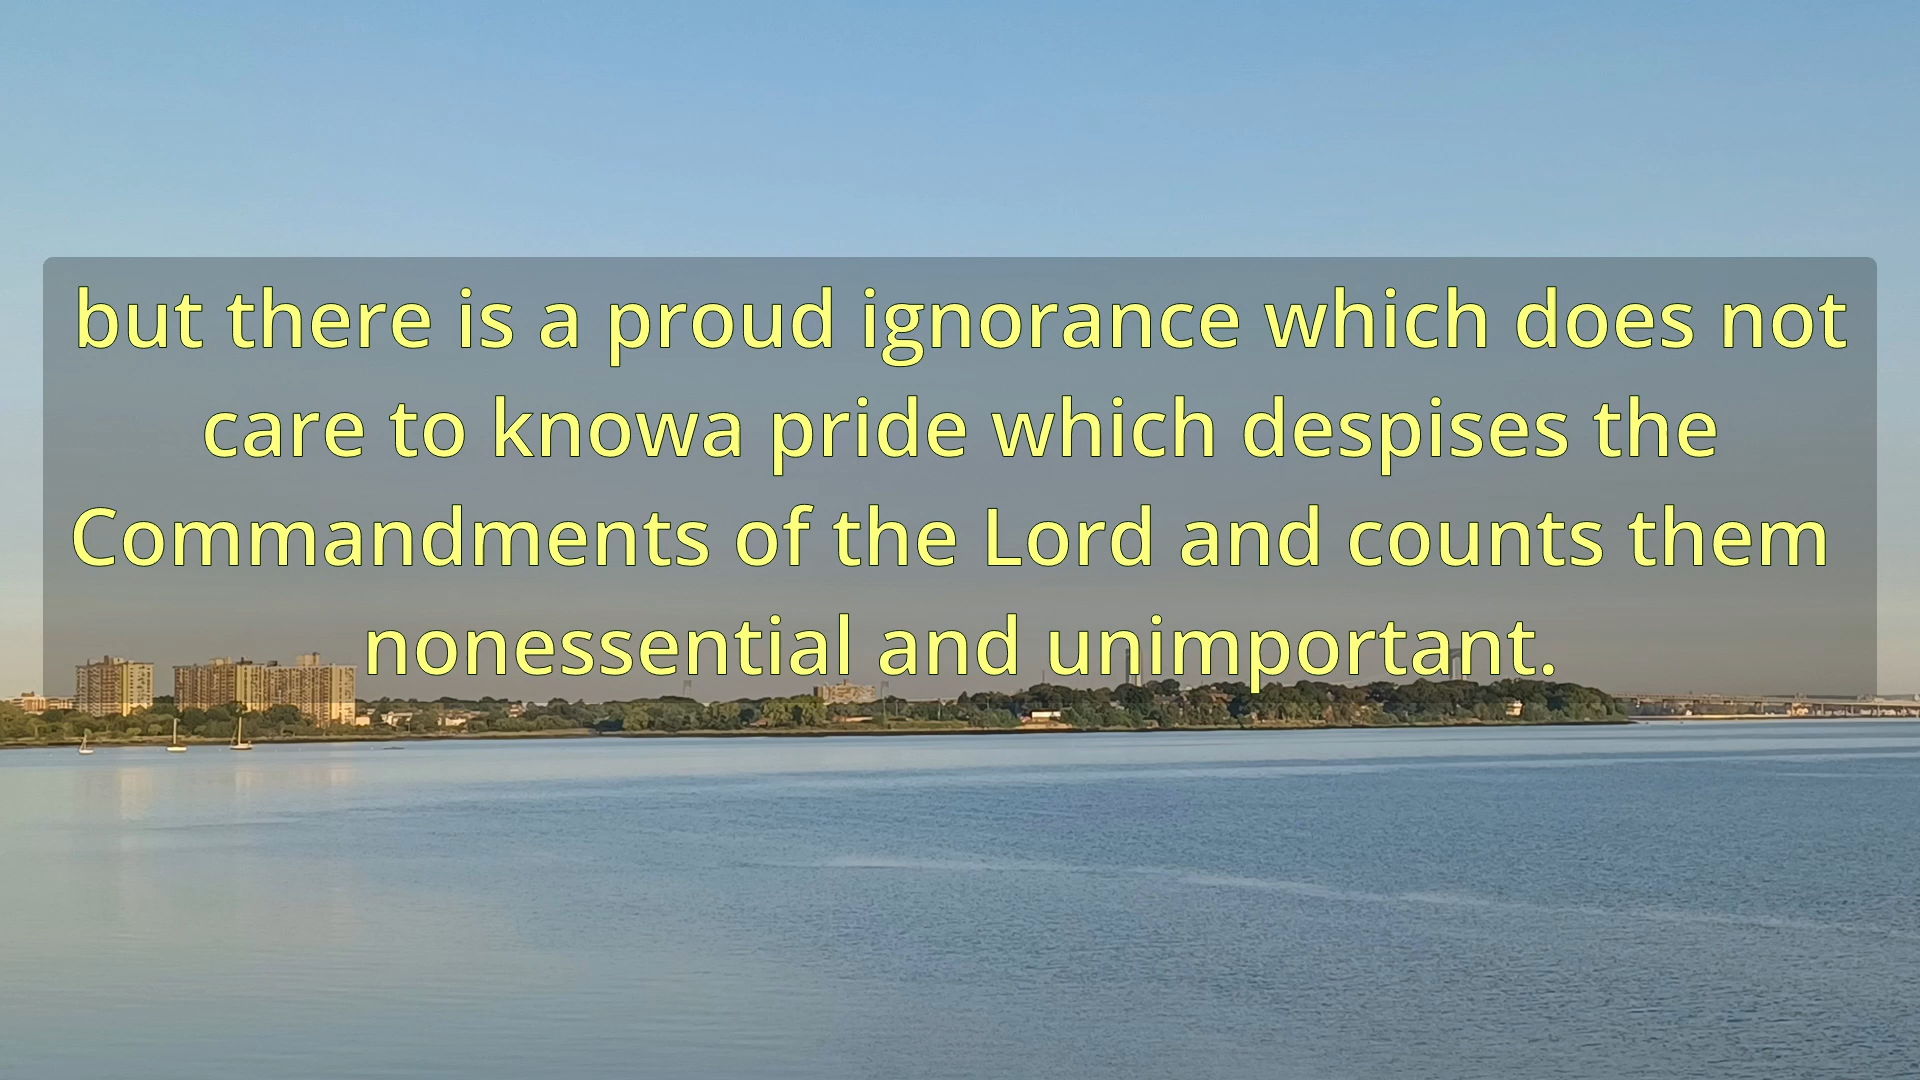 but there is a proud ignorance which does not
care to knowa pride which despises the
Commandments of the Lord and counts them
nonessential and unimportant.